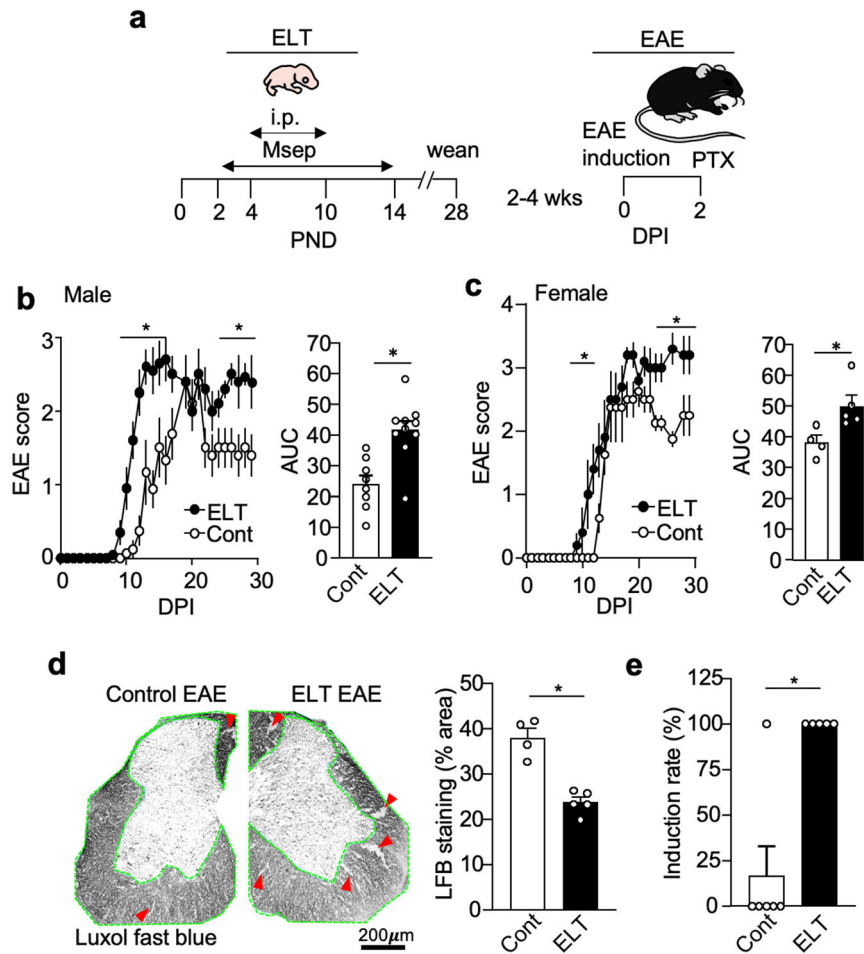 a
ELT
EAE
i.p.
Msep
wean
EAE
induction
PTX
0
2
4
10
14
28
PND
2-4 wks
0
2
DPI
b
Male
EAE score
3
2
1
0
*
*
ELT
Cont
0
10
20
30
DPI
AUC
70
60
50
40
30
20
10
0
*
Cont
ELT
c
Female
EAE score
4
3
2
1
0
*
*
ELT
Cont
0
10
20
30
DPI
AUC
70
60
50
40
30
20
10
0
*
Cont
ELT
d
Control EAE
ELT EAE
Luxol fast blue
200μm
LFB staining (% area)
50
40
30
20
10
0
*
Cont
ELT
e
Induction rate (%)
125
100
75
50
25
0
*
Cont
ELT